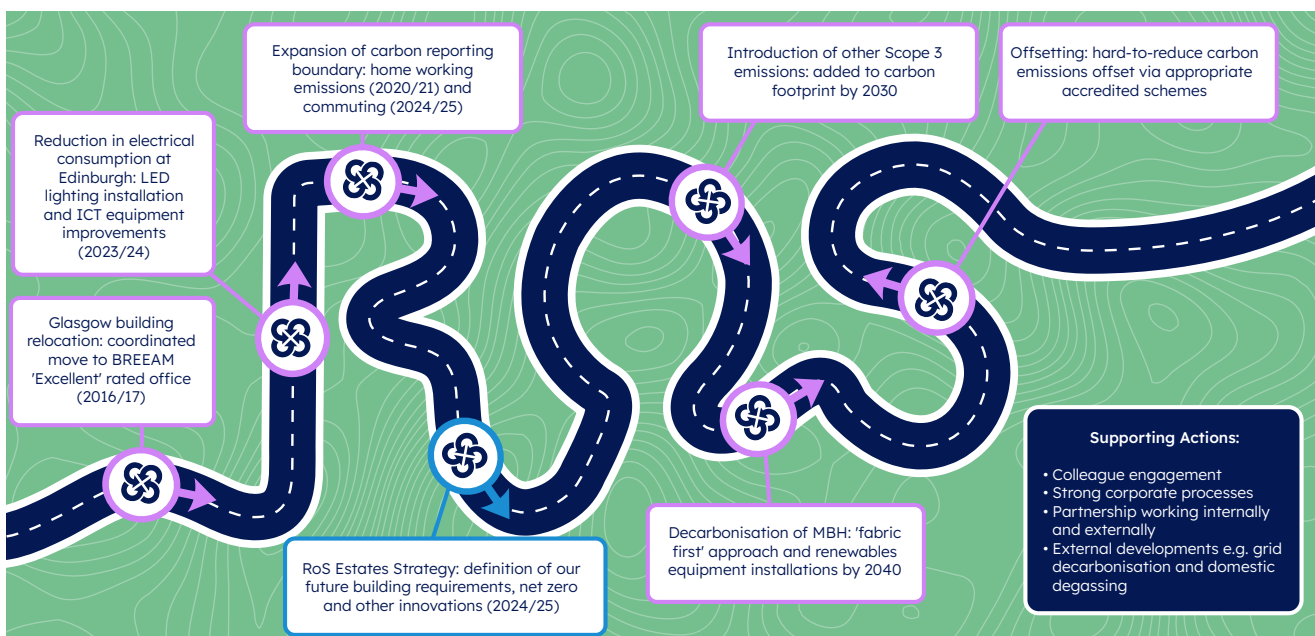 Glasgow building
relocation: coordinated
move to BREEAM
'Excellent' rated office
(2016/17)
Reduction in electrical
consumption at
Edinburgh: LED
lighting installation
and ICT equipment
improvements
(2023/24)
Expansion of carbon reporting
boundary: home working
emissions (2020/21) and
commuting (2024/25)
RoS Estates Strategy: definition of our
future building requirements, net zero
and other innovations (2024/25)
Introduction of other Scope 3
emissions: added to carbon
footprint by 2030
Decarbonisation of MBH: 'fabric
first' approach and renewables
equipment installations by 2040
Offsetting: hard-to-reduce carbon
emissions offset via appropriate
accredited schemes
Supporting Actions:
• Colleague engagement
• Strong corporate processes
• Partnership working internally
and externally
• External developments e.g. grid
decarbonisation and domestic
degassing